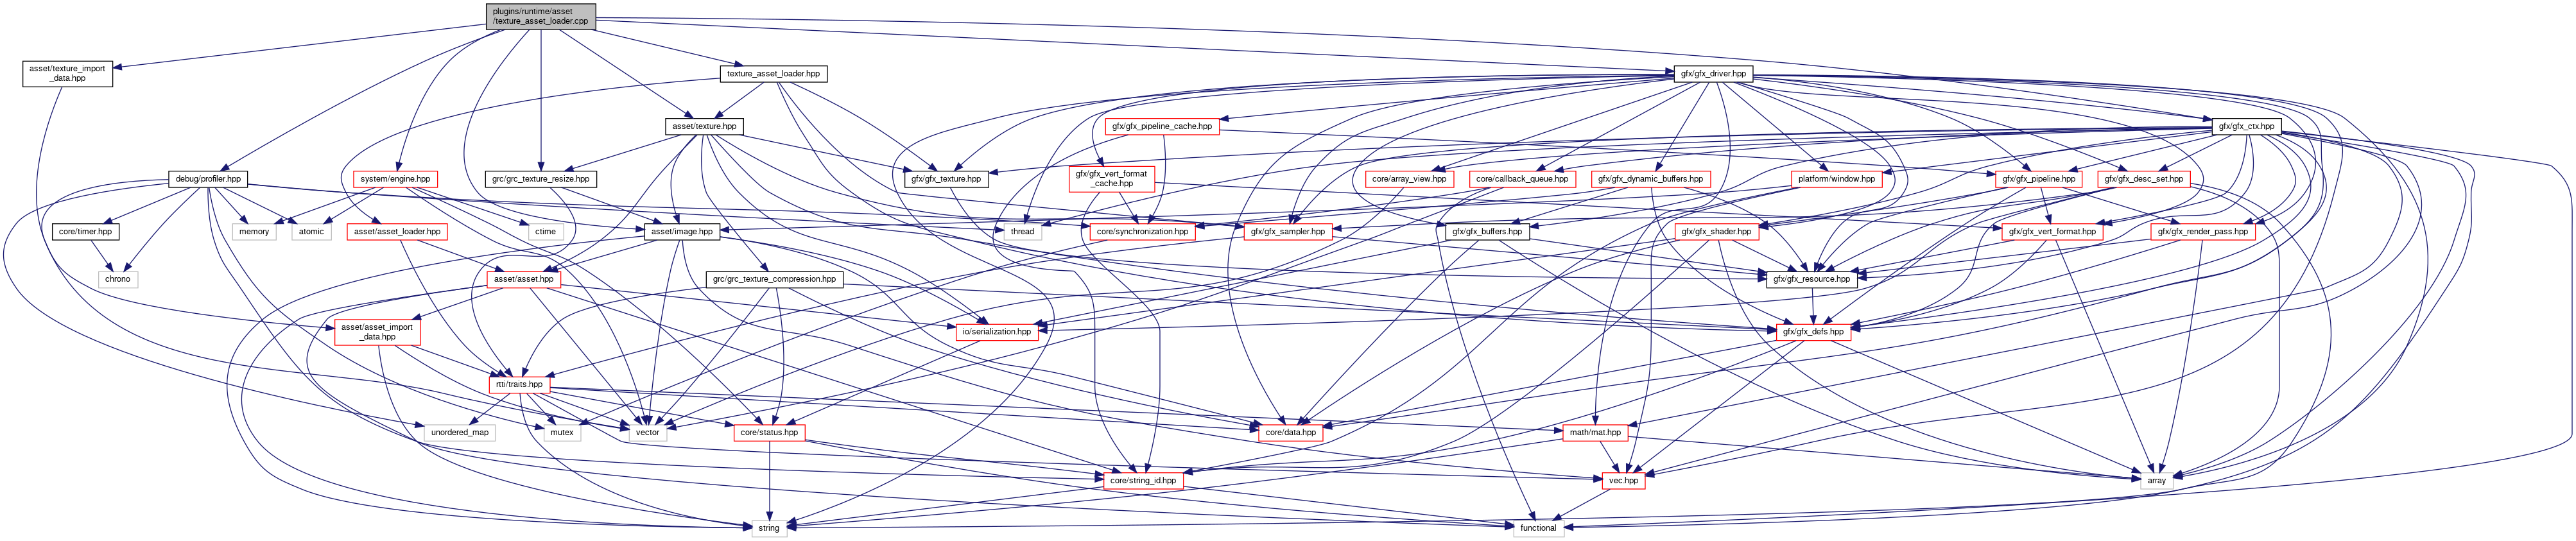 plugins/runtime/asset
/texture_asset_loader.cpp
asset/texture_import
_data.hpp
texture_asset_loader.hpp
gfx/gfx_driver.hpp
asset/texture.hpp
gfx/gfx_pipeline_cache.hpp
gfx/gfx_ctx.hpp
debug/profiler.hpp
system/engine.hpp
grc/grc_texture_resize.hpp
gfx/gfx_texture.hpp
gfx/gfx_vert_format
_cache.hpp
core/array_view.hpp
core/callback_queue.hpp
gfx/gfx_dynamic_buffers.hpp
platform/window.hpp
gfx/gfx_pipeline.hpp
gfx/gfx_desc_set.hpp
core/timer.hpp
memory
atomic
asset/asset_loader.hpp
ctime
asset/image.hpp
thread
core/synchronization.hpp
gfx/gfx_sampler.hpp
gfx/gfx_buffers.hpp
gfx/gfx_shader.hpp
gfx/gfx_vert_format.hpp
gfx/gfx_render_pass.hpp
chrono
asset/asset.hpp
grc/grc_texture_compression.hpp
gfx/gfx_resource.hpp
asset/asset_import
_data.hpp
io/serialization.hpp
gfx/gfx_defs.hpp
rtti/traits.hpp
unordered_map
mutex
vector
core/status.hpp
core/data.hpp
math/mat.hpp
core/string_id.hpp
vec.hpp
array
string
functional